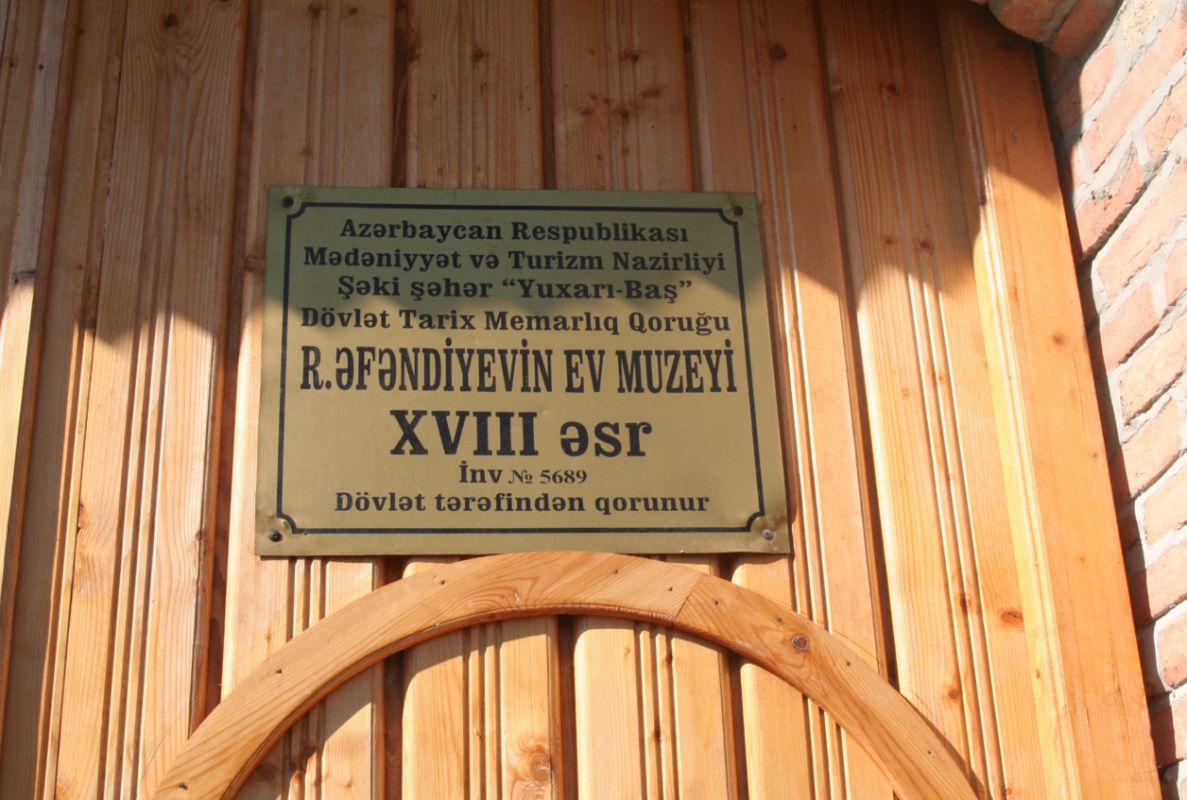 Azərbaycan Respublikası
Mədəniyyət və Turizm Nazirliyi
Şəki şəhər “Yuxarı-Baş”
Dövlət Tarix Memarlıq Qoruğu
R.ƏFƏNDİYEVİN EV MUZEYİ
XVIII əsr
İnv № 5689
Dövlət tərəfindən qorunur